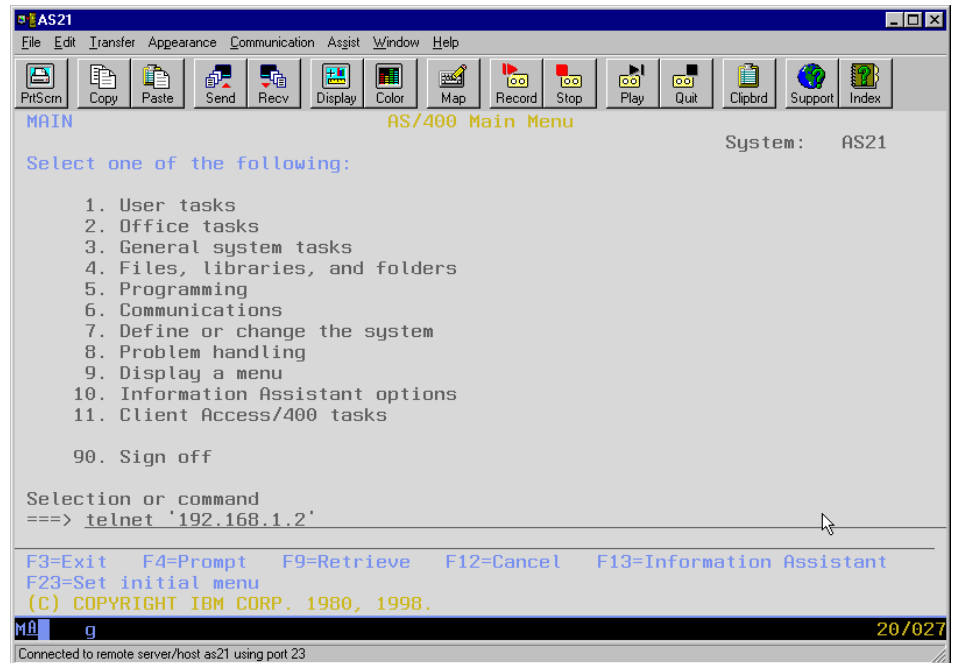 AS21
File Edit Transfer Appearance Communication Assist Window Help
PrtScrn Copy Paste Send Recv Display Color Map Record Stop Play Quit Clipbrd Support Index
MAIN AS/400 Main Menu
System: AS21
Select one of the following:
1. User tasks
2. Office tasks
3. General system tasks
4. Files, libraries, and folders
5. Programming
6. Communications
7. Define or change the system
8. Problem handling
9. Display a menu
10. Information Assistant options
11. Client Access/400 tasks
90. Sign off
Selection or command
===> telnet '192.168.1.2'
F3=Exit F4=Prompt F9=Retrieve F12=Cancel F13=Information Assistant
F23=Set initial menu
(C) COPYRIGHT IBM CORP. 1980, 1998.
MA g 20/027
Connected to remote server/host as21 using port 23